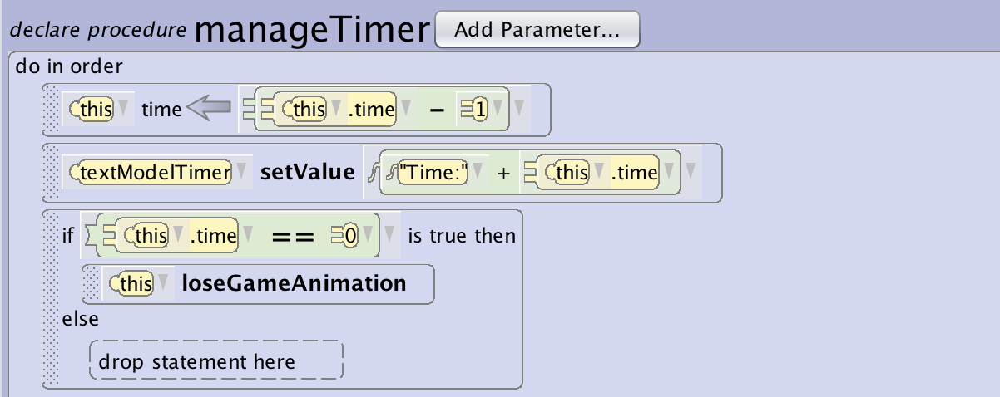 declare procedure manageTimer Add Parameter...
do in order
this time this .time - 1
textModelTimer setValue "Time:" + this .time
if this .time == 0 is true then
this loseGameAnimation
else
drop statement here